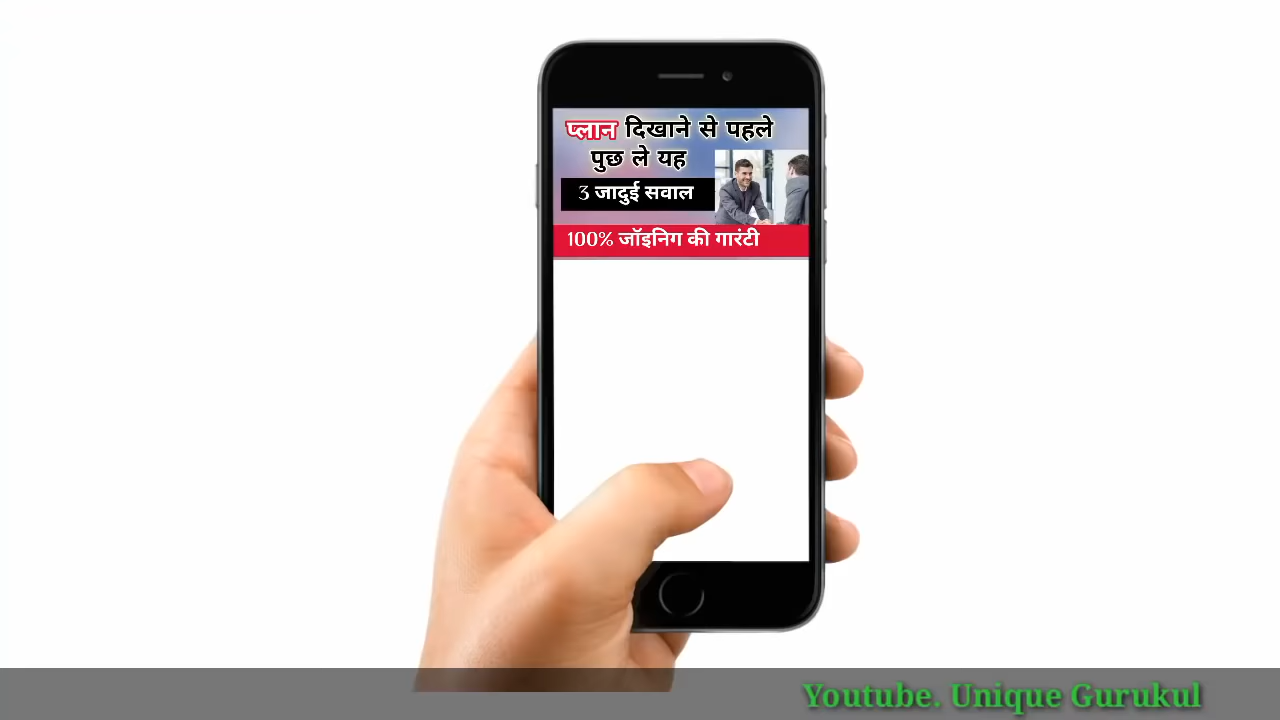 प्लान दिखाने से पहले
पुछ ले यह
3 जादुई सवाल
100% जॉइनिग की गारंटी
Youtube. Unique Gurukul